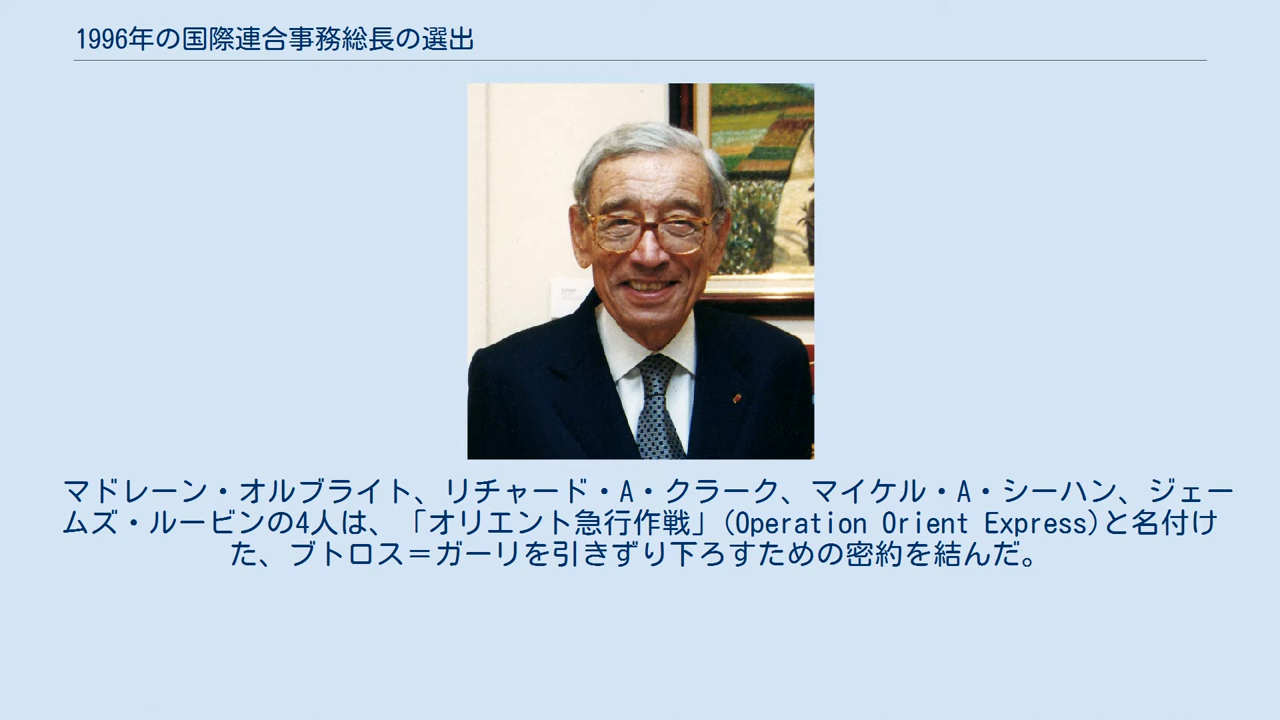 1996年の国際連合事務総長の選出
マドレーン・オルブライト、リチャード・A・クラーク、マイケル・A・シーハン、ジェー
ムズ・ルービンの4人は、「オリエント急行作戦」(Operation Orient Express)と名付け
た、ブトロス＝ガーリを引きずり下ろすための密約を結んだ。